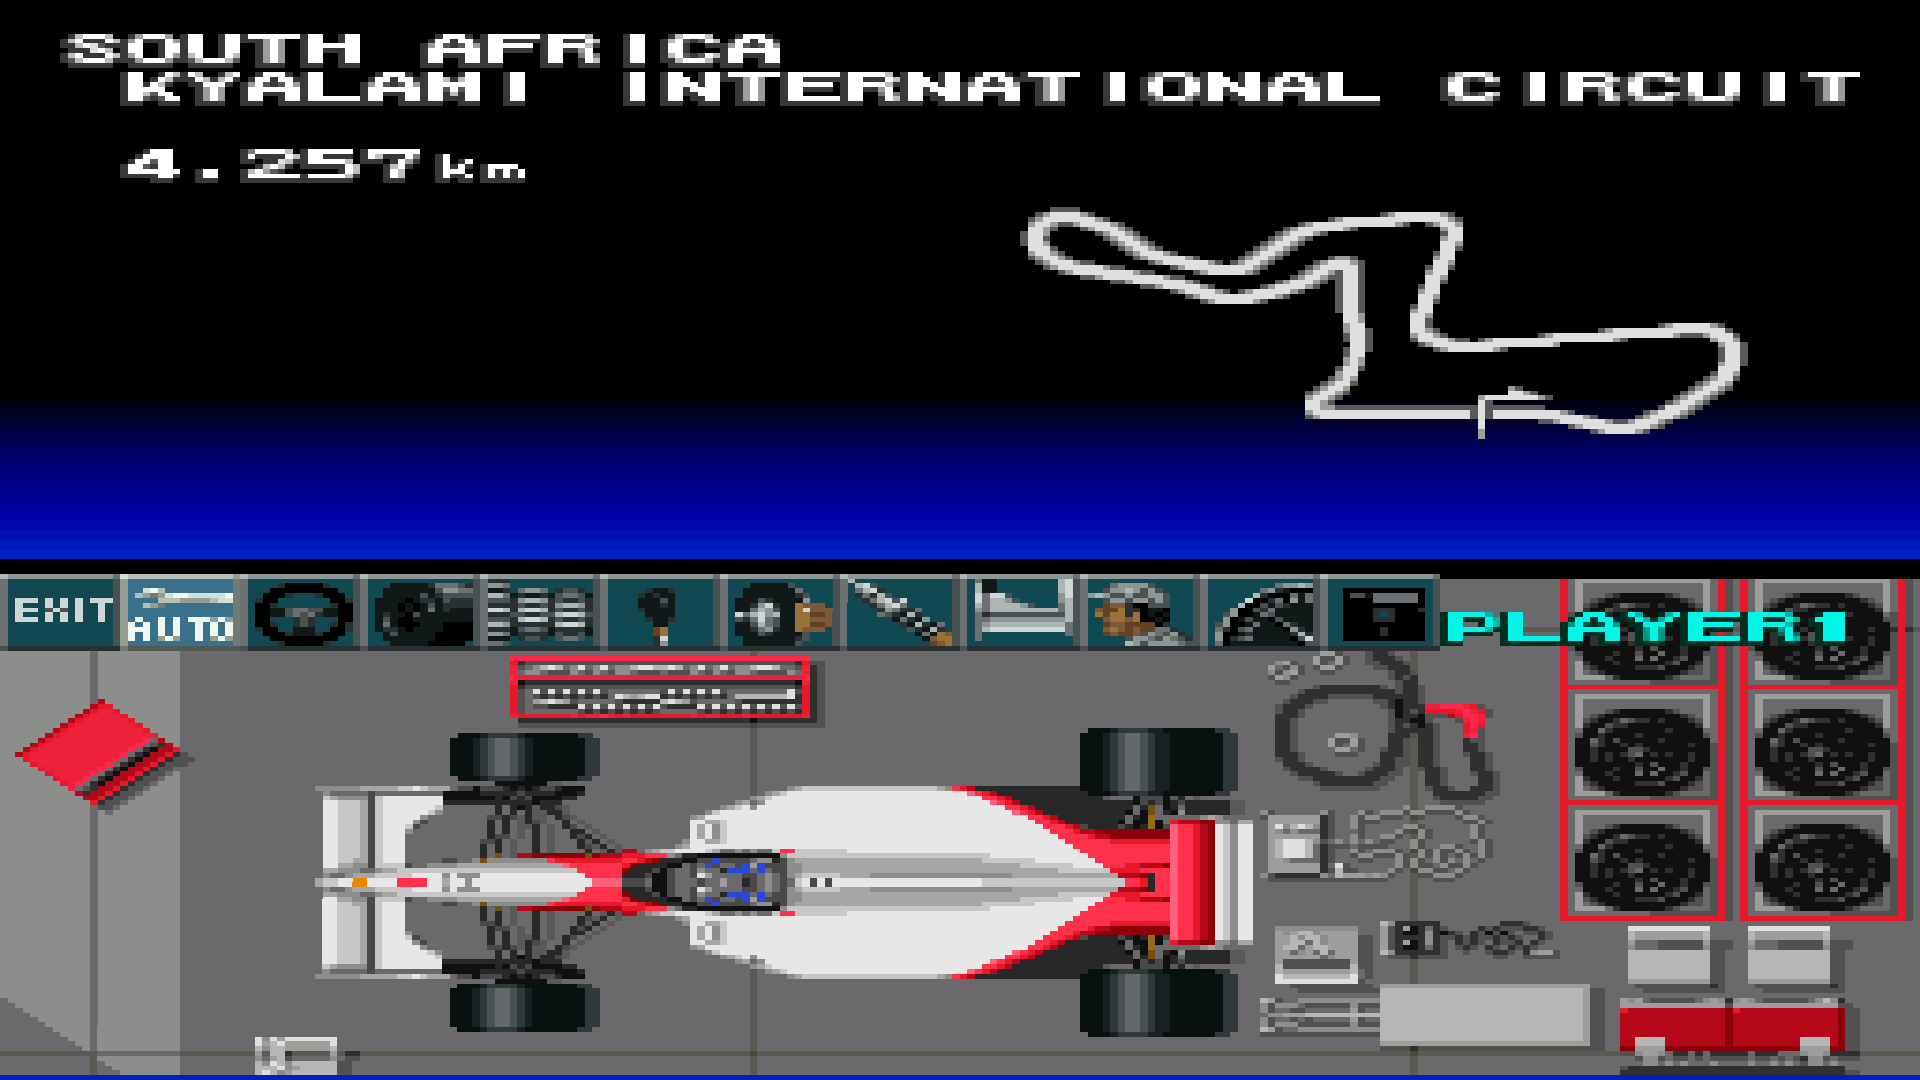 SOUTH AFRICA
KYALAMI INTERNATIONAL CIRCUIT
4.257km
EXIT
AUTO
PLAYER1